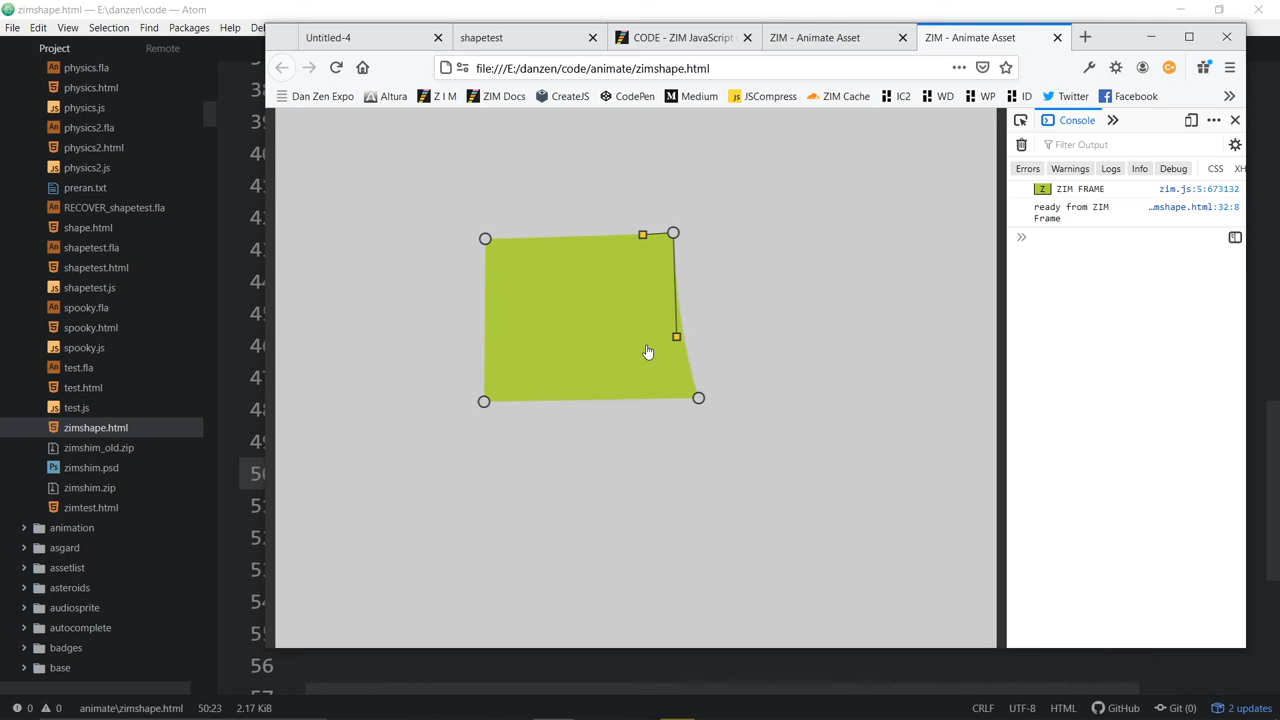 zimshape.html — E:\danzen\code — Atom
File Edit View Selection Find Packages Help
Project Remote
physics.fla
physics.html
physics.js
physics2.fla
physics2.html
physics2.js
preran.txt
RECOVER_shapetest.fla
shape.html
shapetest.fla
shapetest.html
shapetest.js
spooky.fla
spooky.html
spooky.js
test.fla
test.html
test.js
zimshape.html
zimshim_old.zip
zimshim.psd
zimshim.zip
zimtest.html
animation
asgard
assetlist
asteroids
audiosprite
autocomplete
badges
base
39
40
48
51
56
57
Untitled-4 shapetest CODE - ZIM JavaScript ZIM - Animate Asset ZIM - Animate Asset
file:///E:/danzen/code/animate/zimshape.html
Dan Zen Expo Altura Z I M ZIM Docs CreateJS CodePen Medium JSCompress ZIM Cache IC2 WD WP ID Twitter Facebook
Console
Filter Output
Errors Warnings Logs Info Debug CSS XH
Z ZIM FRAME zim.js:5:673132
ready from ZIM …mshape.html:32:8
Frame
0 0 animate\zimshape.html 50:23 2.17 KiB CRLF UTF-8 HTML GitHub Git (0) 2 updates